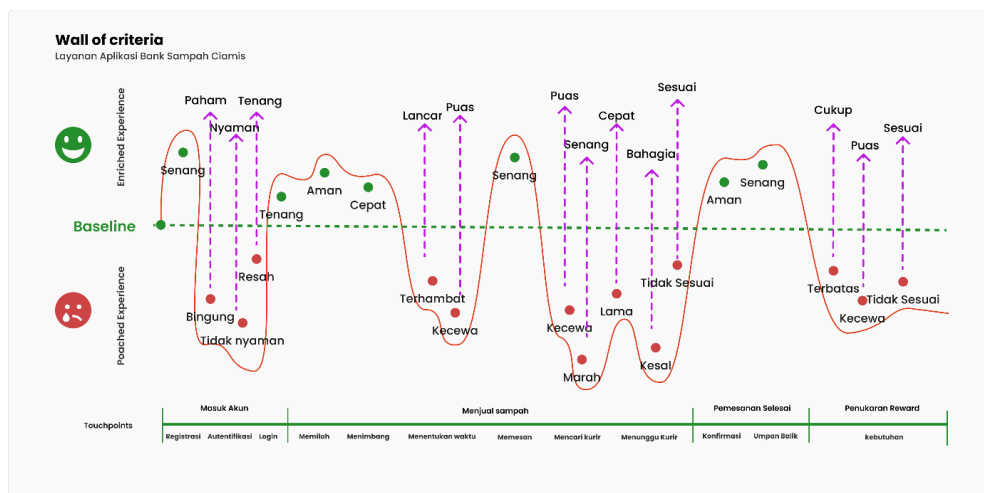 Wall of criteria
Layanan Aplikasi Bank Sampah Ciamis
Enriched Experience
Baseline
Poached Experience
Paham
Tenang
Nyaman
Senang
Tenang
Aman
Cepat
Lancar
Puas
Senang
Puas
Senang
Cepat
Bahagia
Sesuai
Aman
Senang
Cukup
Puas
Sesuai
Resah
Bingung
Tidak nyaman
Terhambat
Kecewa
Kecewa
Marah
Lama
Kesal
Tidak Sesuai
Terbatas
Kecewa
Tidak Sesuai
Touchpoints
Masuk Akun
Menjual sampah
Pemesanan Selesai
Penukaran Reward
Registrasi
Autentifikasi
Login
Memilah
Menimbang
Menentukan waktu
Memesan
Mencari kurir
Menunggu Kurir
Konfirmasi
Umpan Balik
kebutuhan